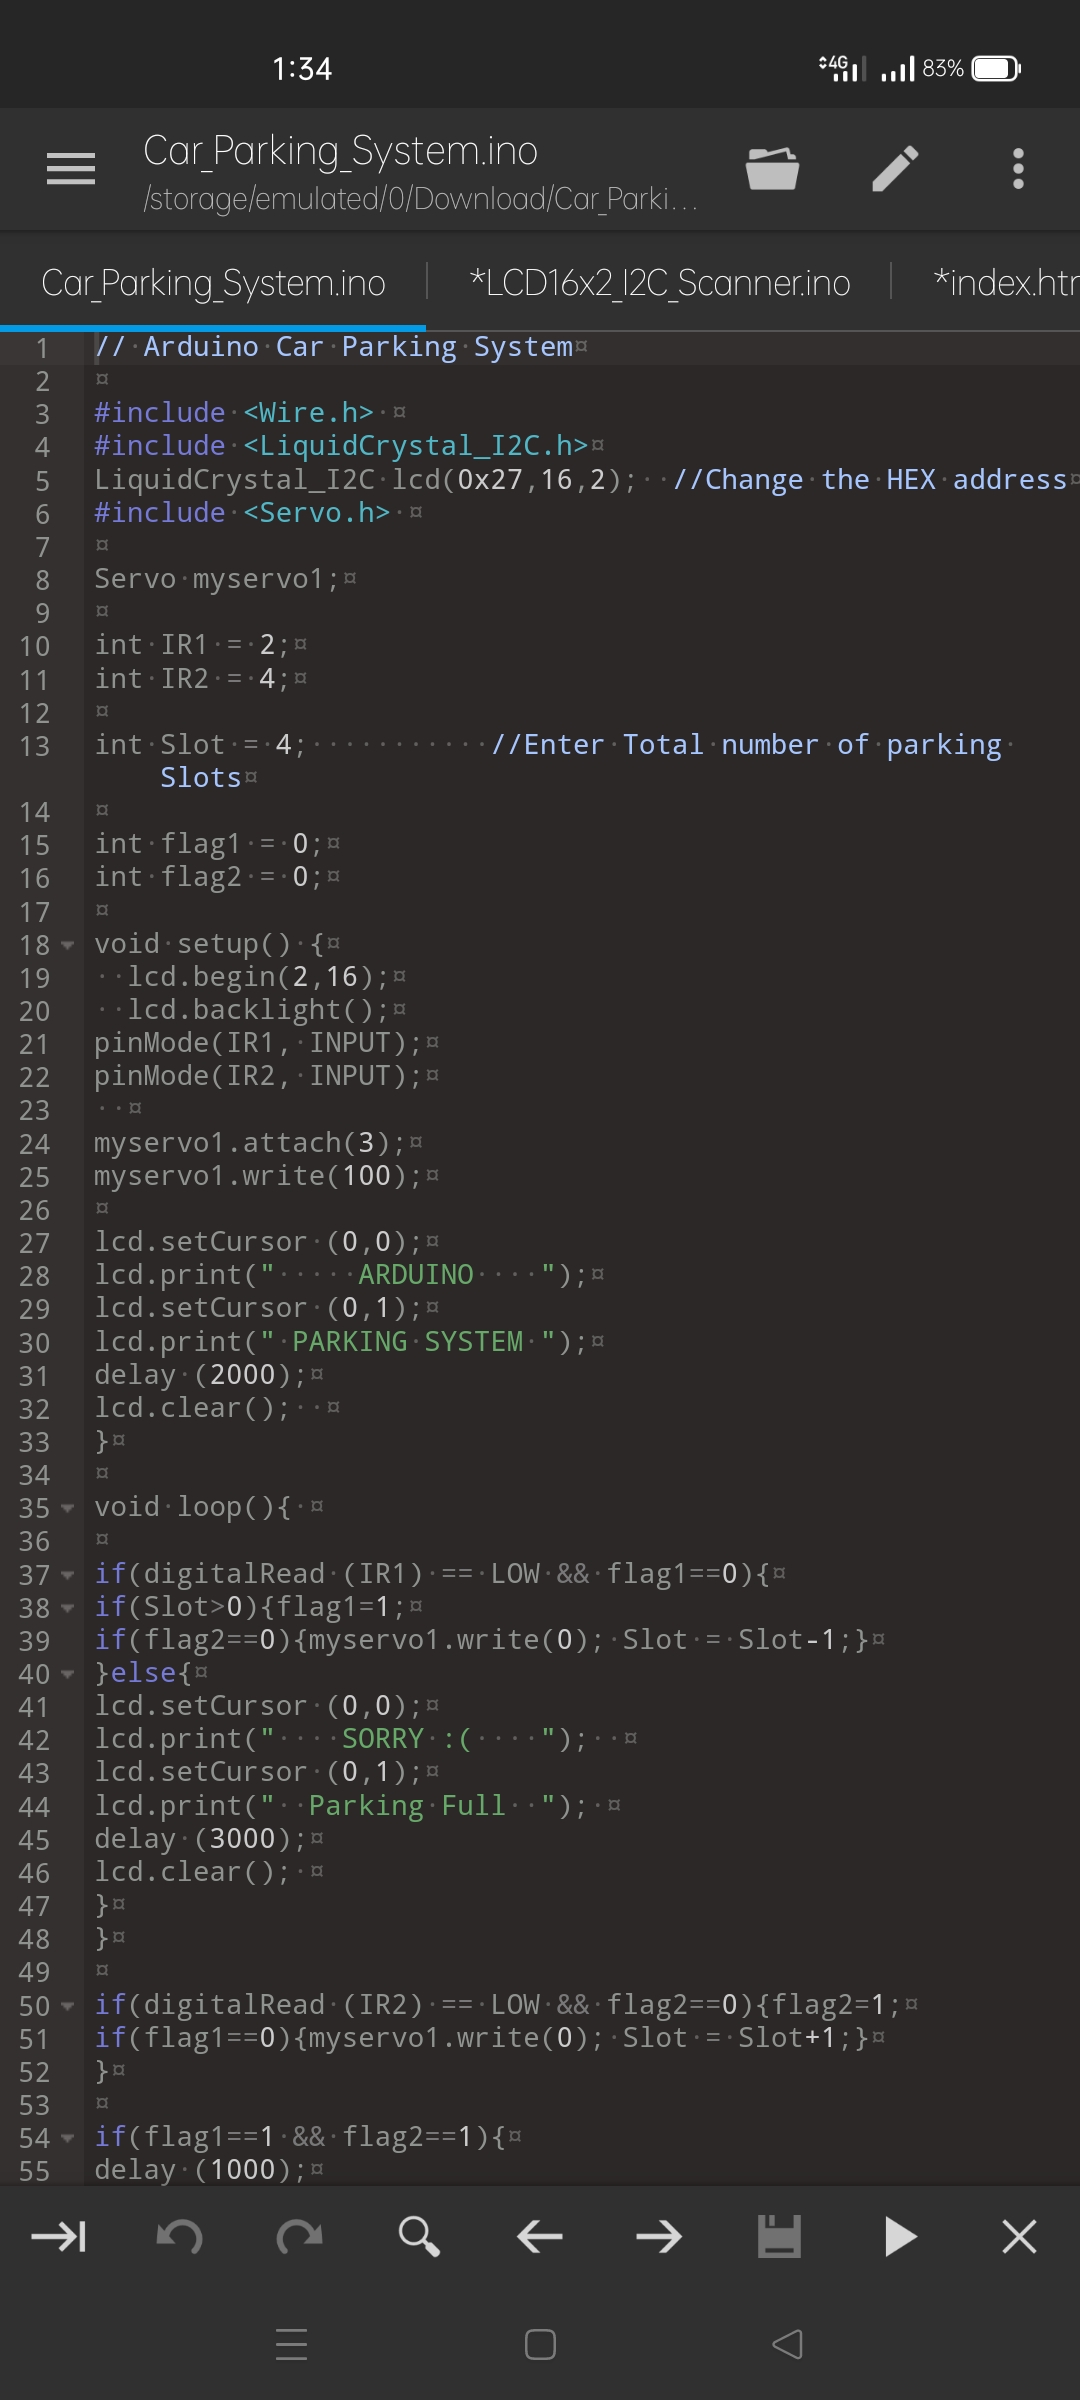 1:34
4G 83%
Car_Parking_System.ino
/storage/emulated/0/Download/Car_Parki...
Car_Parking_System.ino
*LCD16x2_I2C_Scanner.ino
*index.htr
1 // Arduino Car Parking System
2
3 #include <Wire.h>
4 #include <LiquidCrystal_I2C.h>
5 LiquidCrystal_I2C lcd(0x27,16,2);  //Change the HEX address
6 #include <Servo.h>
7
8 Servo myservo1;
9
10 int IR1 = 2;
11 int IR2 = 4;
12
13 int Slot = 4;           //Enter Total number of parking
Slots
14
15 int flag1 = 0;
16 int flag2 = 0;
17
18 void setup() {
19   lcd.begin(2,16);
20   lcd.backlight();
21 pinMode(IR1, INPUT);
22 pinMode(IR2, INPUT);
23
24 myservo1.attach(3);
25 myservo1.write(100);
26
27 lcd.setCursor (0,0);
28 lcd.print("     ARDUINO    ");
29 lcd.setCursor (0,1);
30 lcd.print(" PARKING SYSTEM ");
31 delay (2000);
32 lcd.clear();
33 }
34
35 void loop(){
36
37 if(digitalRead (IR1) == LOW && flag1==0){
38 if(Slot>0){flag1=1;
39 if(flag2==0){myservo1.write(0); Slot = Slot-1;}
40 }else{
41 lcd.setCursor (0,0);
42 lcd.print("    SORRY :(    ");
43 lcd.setCursor (0,1);
44 lcd.print("  Parking Full  ");
45 delay (3000);
46 lcd.clear();
47 }
48 }
49
50 if(digitalRead (IR2) == LOW && flag2==0){flag2=1;
51 if(flag1==0){myservo1.write(0); Slot = Slot+1;}
52 }
53
54 if(flag1==1 && flag2==1){
55 delay (1000);